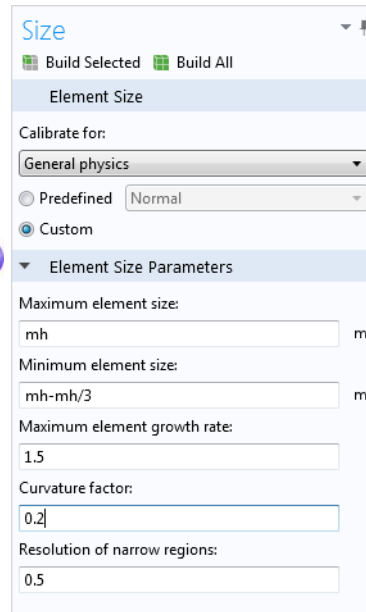 Size
Build Selected Build All
Element Size
Calibrate for:
General physics
Predefined Normal
Custom
Element Size Parameters
Maximum element size:
mh m
Minimum element size:
mh-mh/3 m
Maximum element growth rate:
1.5
Curvature factor:
0.2
Resolution of narrow regions:
0.5